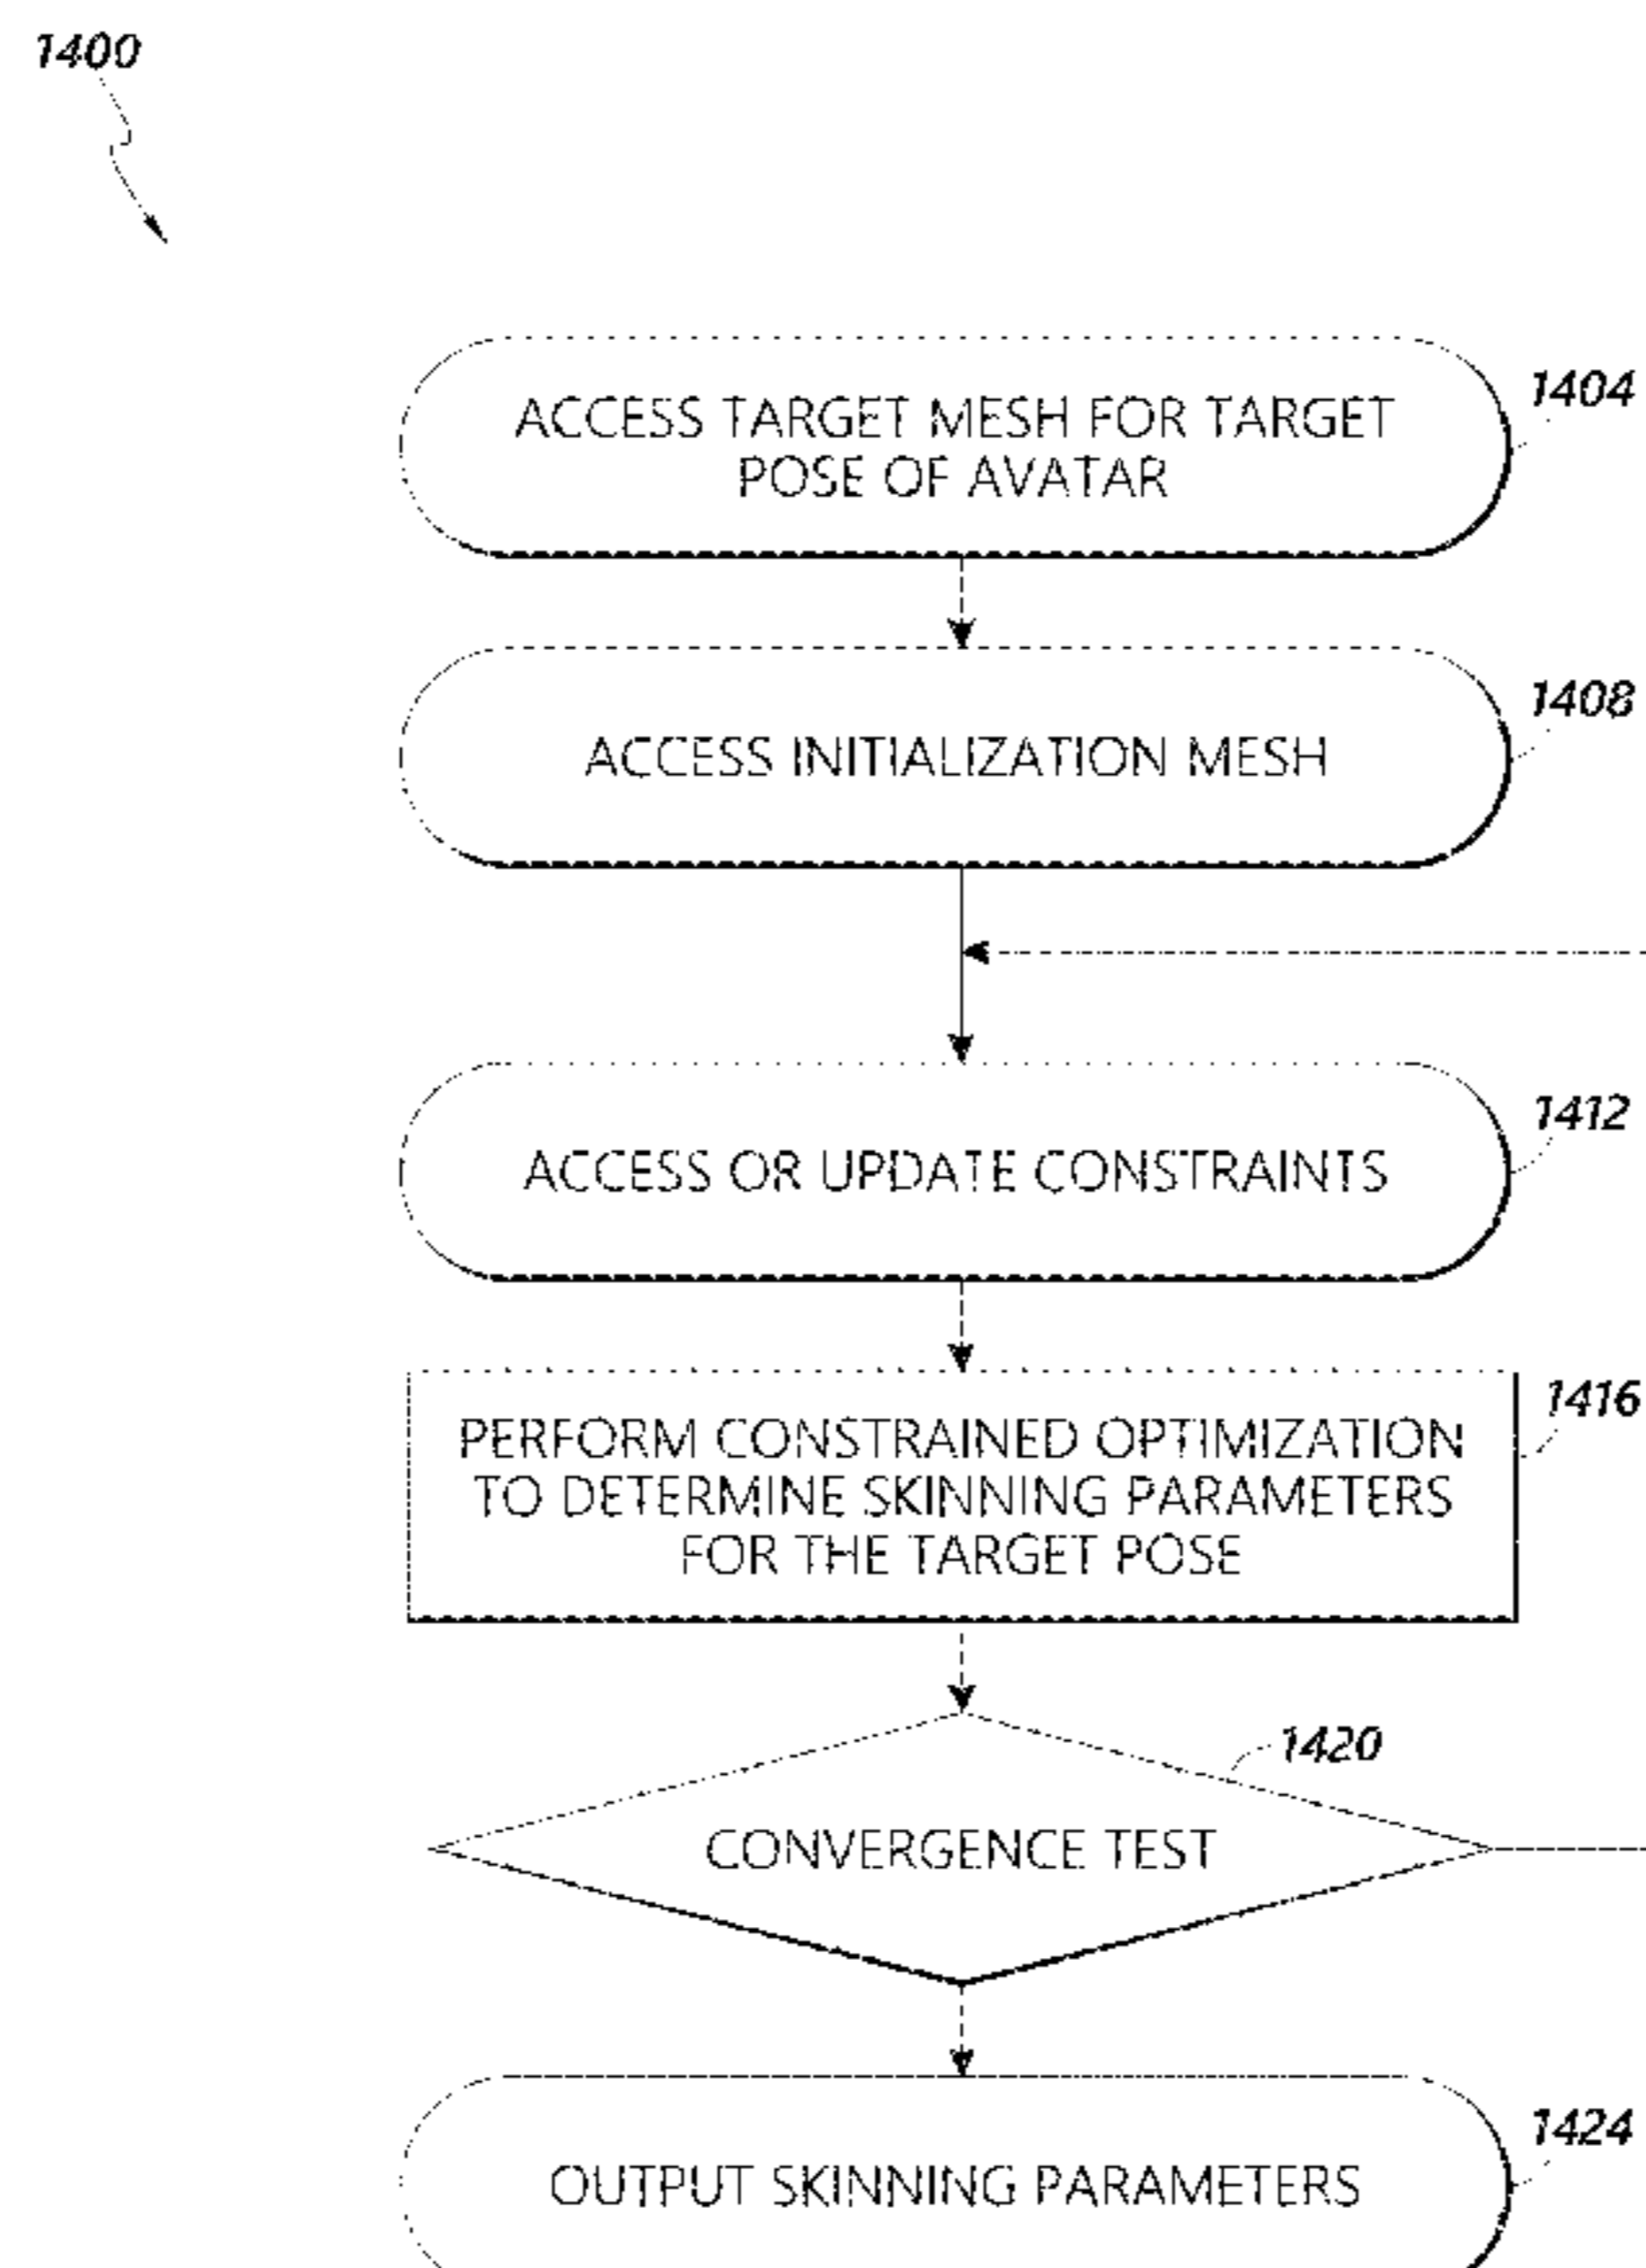 1400
ACCESS TARGET MESH FOR TARGET
POSE OF AVATAR
1404
ACCESS INITIALIZATION MESH
1408
ACCESS OR UPDATE CONSTRAINTS
1412
PERFORM CONSTRAINED OPTIMIZATION
TO DETERMINE SKINNING PARAMETERS
FOR THE TARGET POSE
1416
CONVERGENCE TEST
1420
OUTPUT SKINNING PARAMETERS
1424